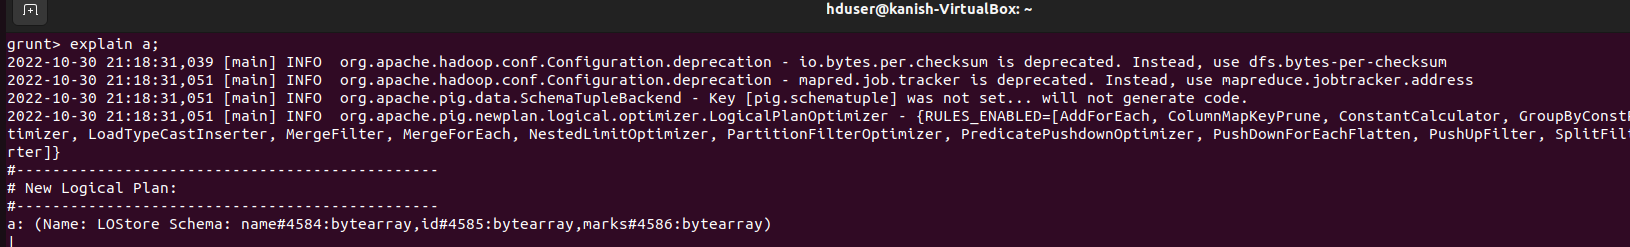 hduser@kanish-VirtualBox: ~
grunt> explain a;
2022-10-30 21:18:31,039 [main] INFO  org.apache.hadoop.conf.Configuration.deprecation - io.bytes.per.checksum is deprecated. Instead, use dfs.bytes-per-checksum
2022-10-30 21:18:31,051 [main] INFO  org.apache.hadoop.conf.Configuration.deprecation - mapred.job.tracker is deprecated. Instead, use mapreduce.jobtracker.address
2022-10-30 21:18:31,051 [main] INFO  org.apache.pig.data.SchemaTupleBackend - Key [pig.schematuple] was not set... will not generate code.
2022-10-30 21:18:31,051 [main] INFO  org.apache.pig.newplan.logical.optimizer.LogicalPlanOptimizer - {RULES_ENABLED=[AddForEach, ColumnMapKeyPrune, ConstantCalculator, GroupByConst
timizer, LoadTypeCastInserter, MergeFilter, MergeForEach, NestedLimitOptimizer, PartitionFilterOptimizer, PredicatePushdownOptimizer, PushDownForEachFlatten, PushUpFilter, SplitFil
rter]}
#-----------------------------------------------
# New Logical Plan:
#-----------------------------------------------
a: (Name: LOStore Schema: name#4584:bytearray,id#4585:bytearray,marks#4586:bytearray)
|